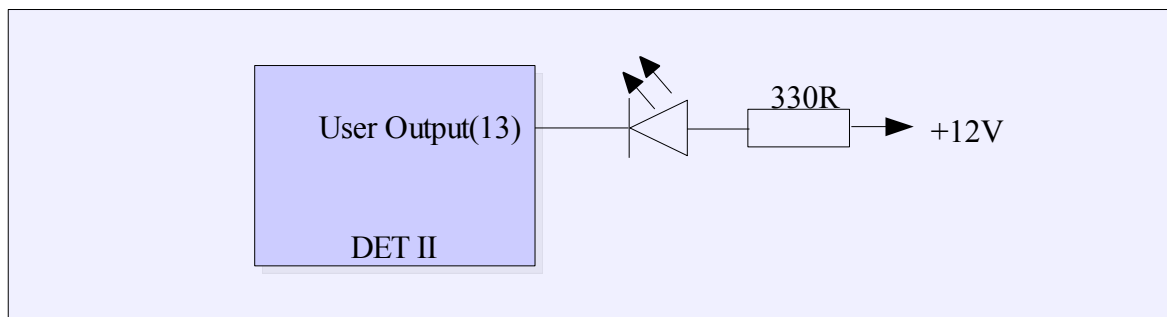 330R
User Output(13)
+12V
DET II